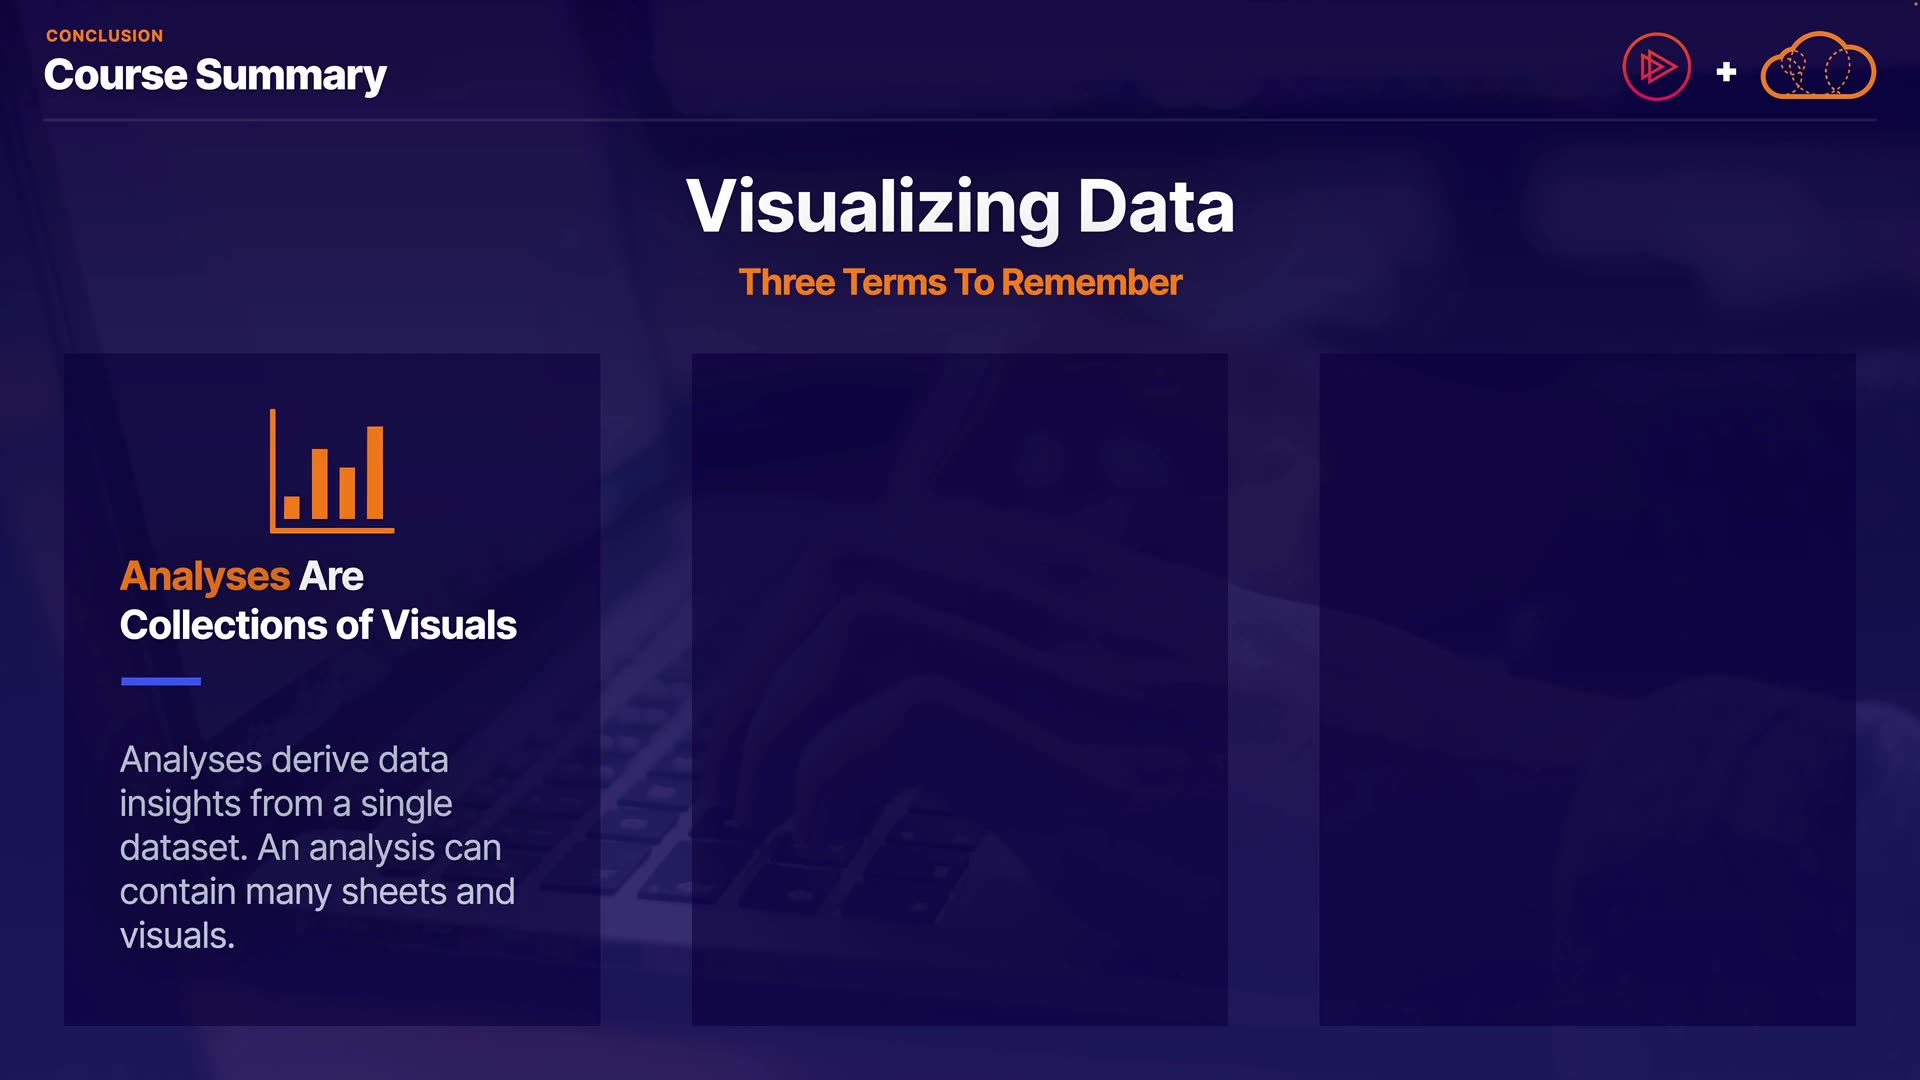 CONCLUSION
Course Summary
Visualizing Data
Three Terms To Remember
Analyses Are
Collections of Visuals
Analyses derive data
insights from a single
dataset. An analysis can
contain many sheets and
visuals.